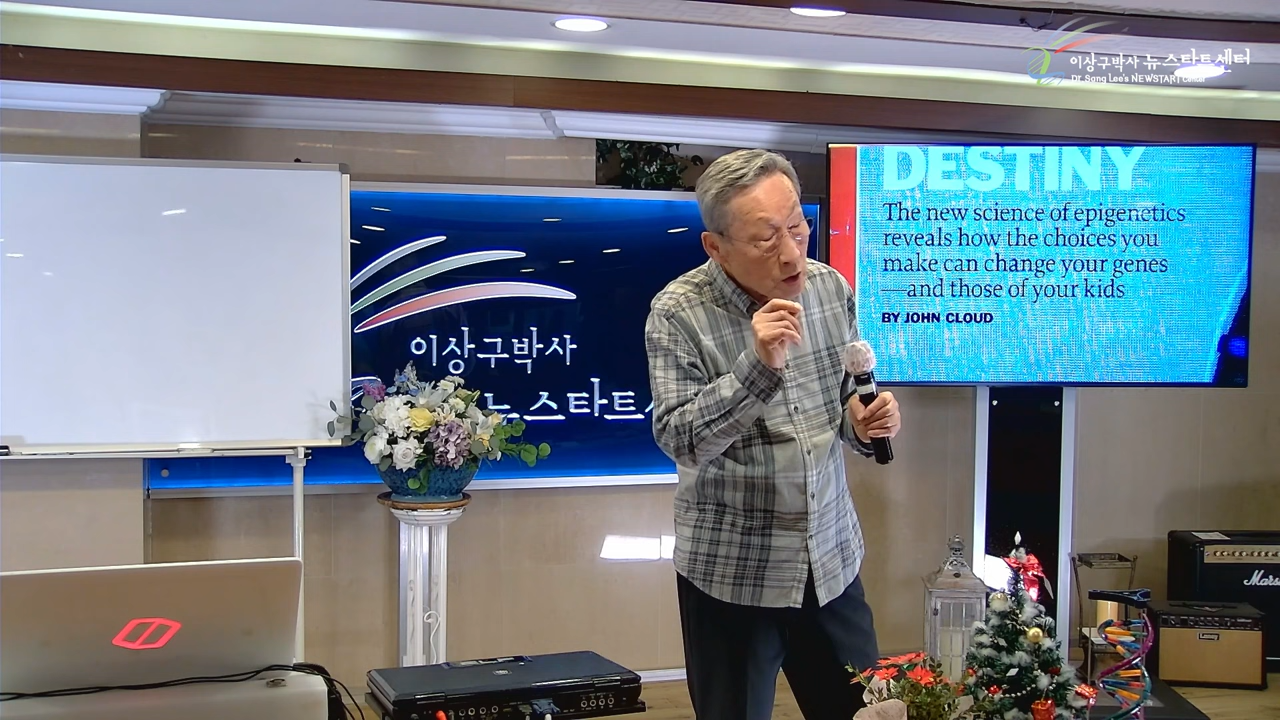 이상구박사 뉴스타트센터
Dr. Sang Lee's NEWSTART Center
DESTINY
The new science of epigenetics
reveals how the choices you
make can change your genes
—and those of your kids
BY JOHN CLOUD
이상구박사
뉴스타트
Laney